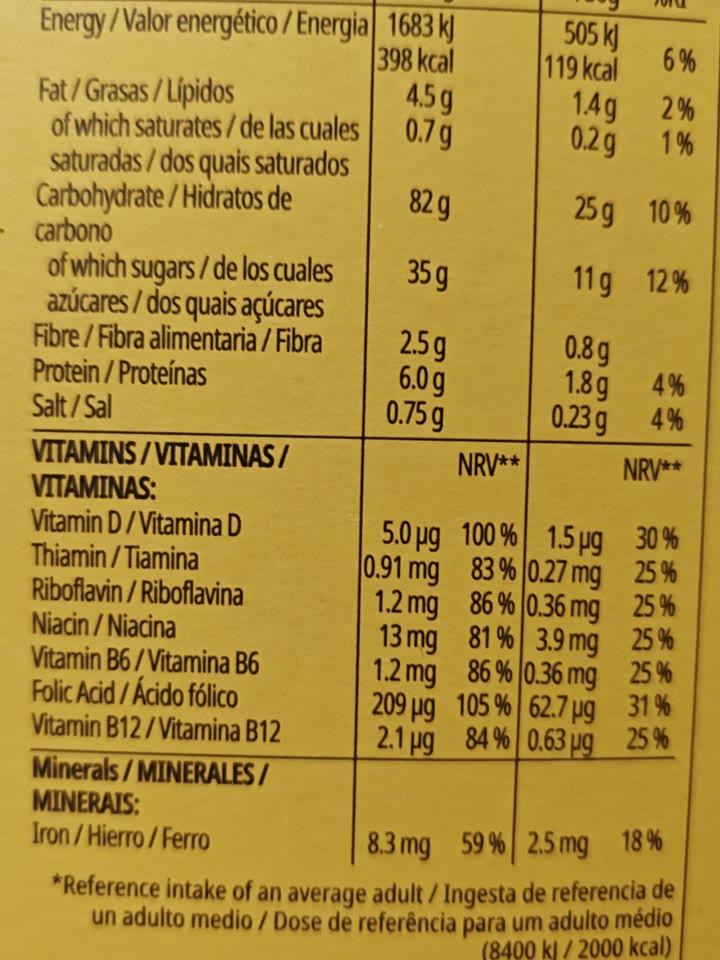 Energy / Valor energético / Energia 1683 kJ 505 kJ
398 kcal 119 kcal 6 %
Fat / Grasas / Lípidos 4.5 g 1.4 g 2 %
of which saturates / de las cuales 0.7 g 0.2 g 1 %
saturadas / dos quais saturados
Carbohydrate / Hidratos de 82 g 25 g 10 %
carbono
of which sugars / de los cuales 35 g 11 g 12 %
azúcares / dos quais açúcares
Fibre / Fibra alimentaria / Fibra 2.5 g 0.8 g
Protein / Proteínas 6.0 g 1.8 g 4 %
Salt / Sal 0.75 g 0.23 g 4 %
VITAMINS / VITAMINAS / NRV** NRV**
VITAMINAS:
Vitamin D / Vitamina D 5.0 µg 100 % 1.5 µg 30 %
Thiamin / Tiamina 0.91 mg 83 % 0.27 mg 25 %
Riboflavin / Riboflavina 1.2 mg 86 % 0.36 mg 25 %
Niacin / Niacina 13 mg 81 % 3.9 mg 25 %
Vitamin B6 / Vitamina B6 1.2 mg 86 % 0.36 mg 25 %
Folic Acid / Ácido fólico 209 µg 105 % 62.7 µg 31 %
Vitamin B12 / Vitamina B12 2.1 µg 84 % 0.63 µg 25 %
Minerals / MINERALES /
MINERAIS:
Iron / Hierro / Ferro 8.3 mg 59 % 2.5 mg 18 %
*Reference intake of an average adult / Ingesta de referencia de
un adulto medio / Dose de referência para um adulto médio
(8400 kJ / 2000 kcal)